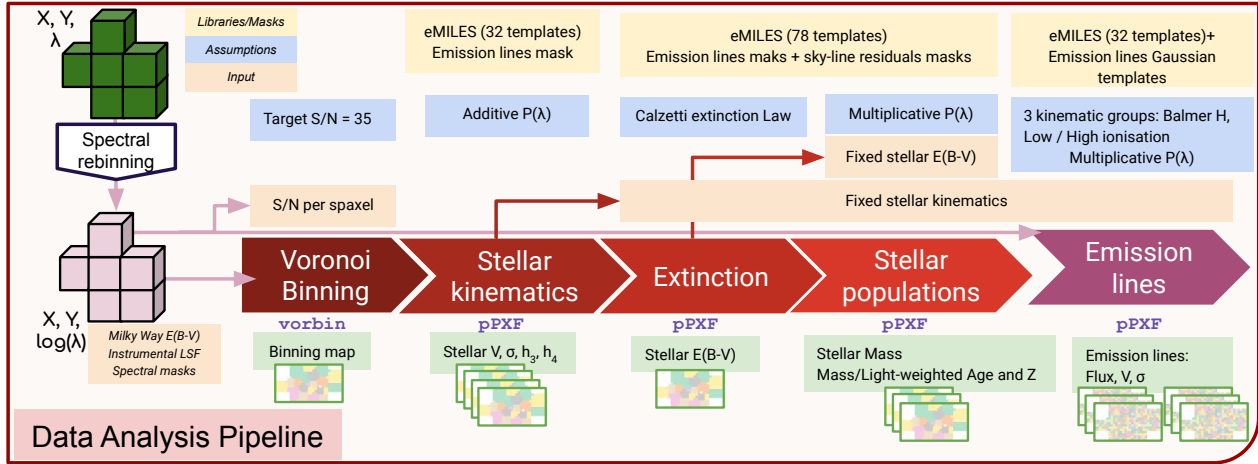 X, Y,
λ
Libraries/Masks
Assumptions
Input
eMILES (32 templates)
Emission lines mask
eMILES (78 templates)
Emission lines maks + sky-line residuals masks
eMILES (32 templates)+
Emission lines Gaussian
templates
Spectral
rebinning
Target S/N = 35
Additive P(λ)
Calzetti extinction Law
Multiplicative P(λ)
3 kinematic groups: Balmer H,
Low / High ionisation
Multiplicative P(λ)
Fixed stellar E(B-V)
S/N per spaxel
Fixed stellar kinematics
Voronoi
Binning
Stellar
kinematics
Extinction
Stellar
populations
Emission
lines
X, Y,
log(λ)
Milky Way E(B-V)
Instrumental LSF
Spectral masks
vorbin
pPXF
pPXF
pPXF
pPXF
Binning map
Stellar V, σ, h₃, h₄
Stellar E(B-V)
Stellar Mass
Mass/Light-weighted Age and Z
Emission lines:
Flux, V, σ
Data Analysis Pipeline